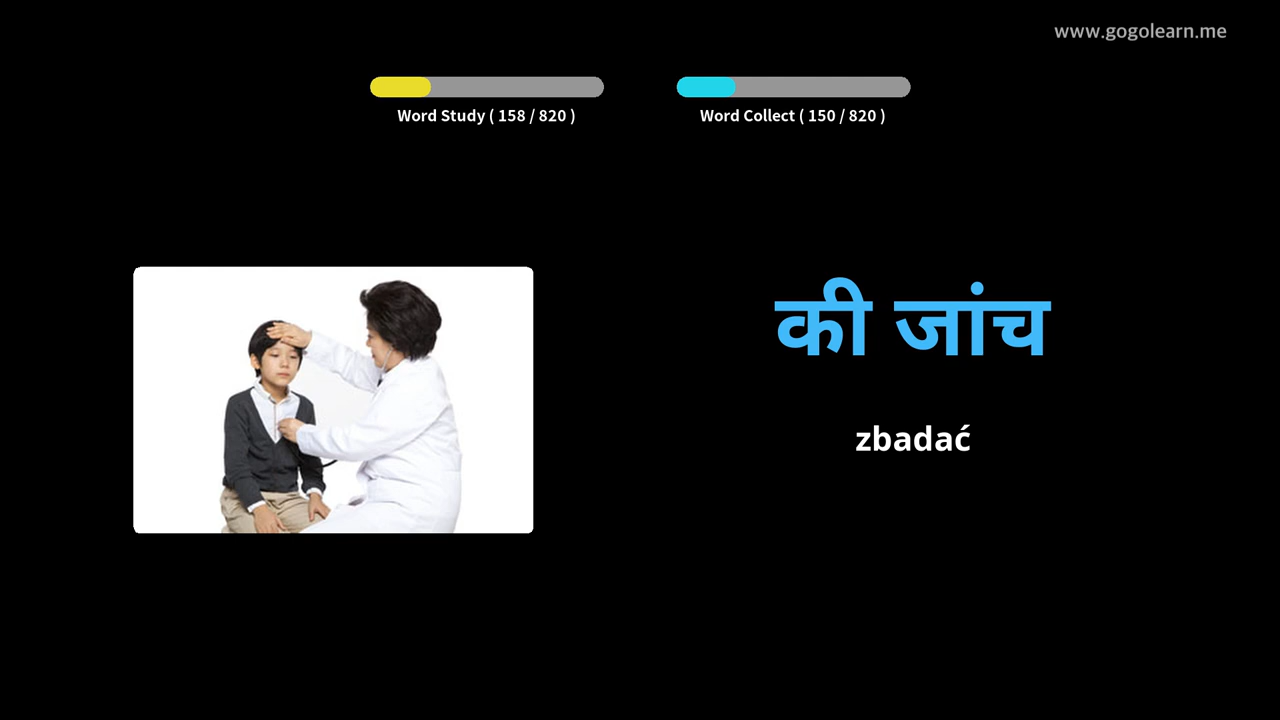 www.gogolearn.me
Word Study ( 158 / 820 )
Word Collect ( 150 / 820 )
की जांच
zbadać